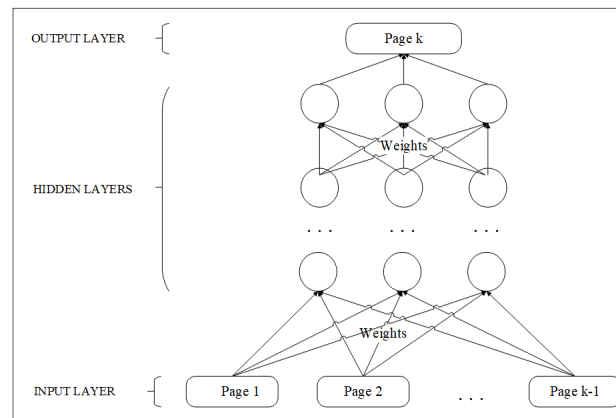 OUTPUT LAYER
Page k
Weights
HIDDEN LAYERS
. . .   . . .
Weights
INPUT LAYER
Page 1
Page 2
. . .
Page k-1